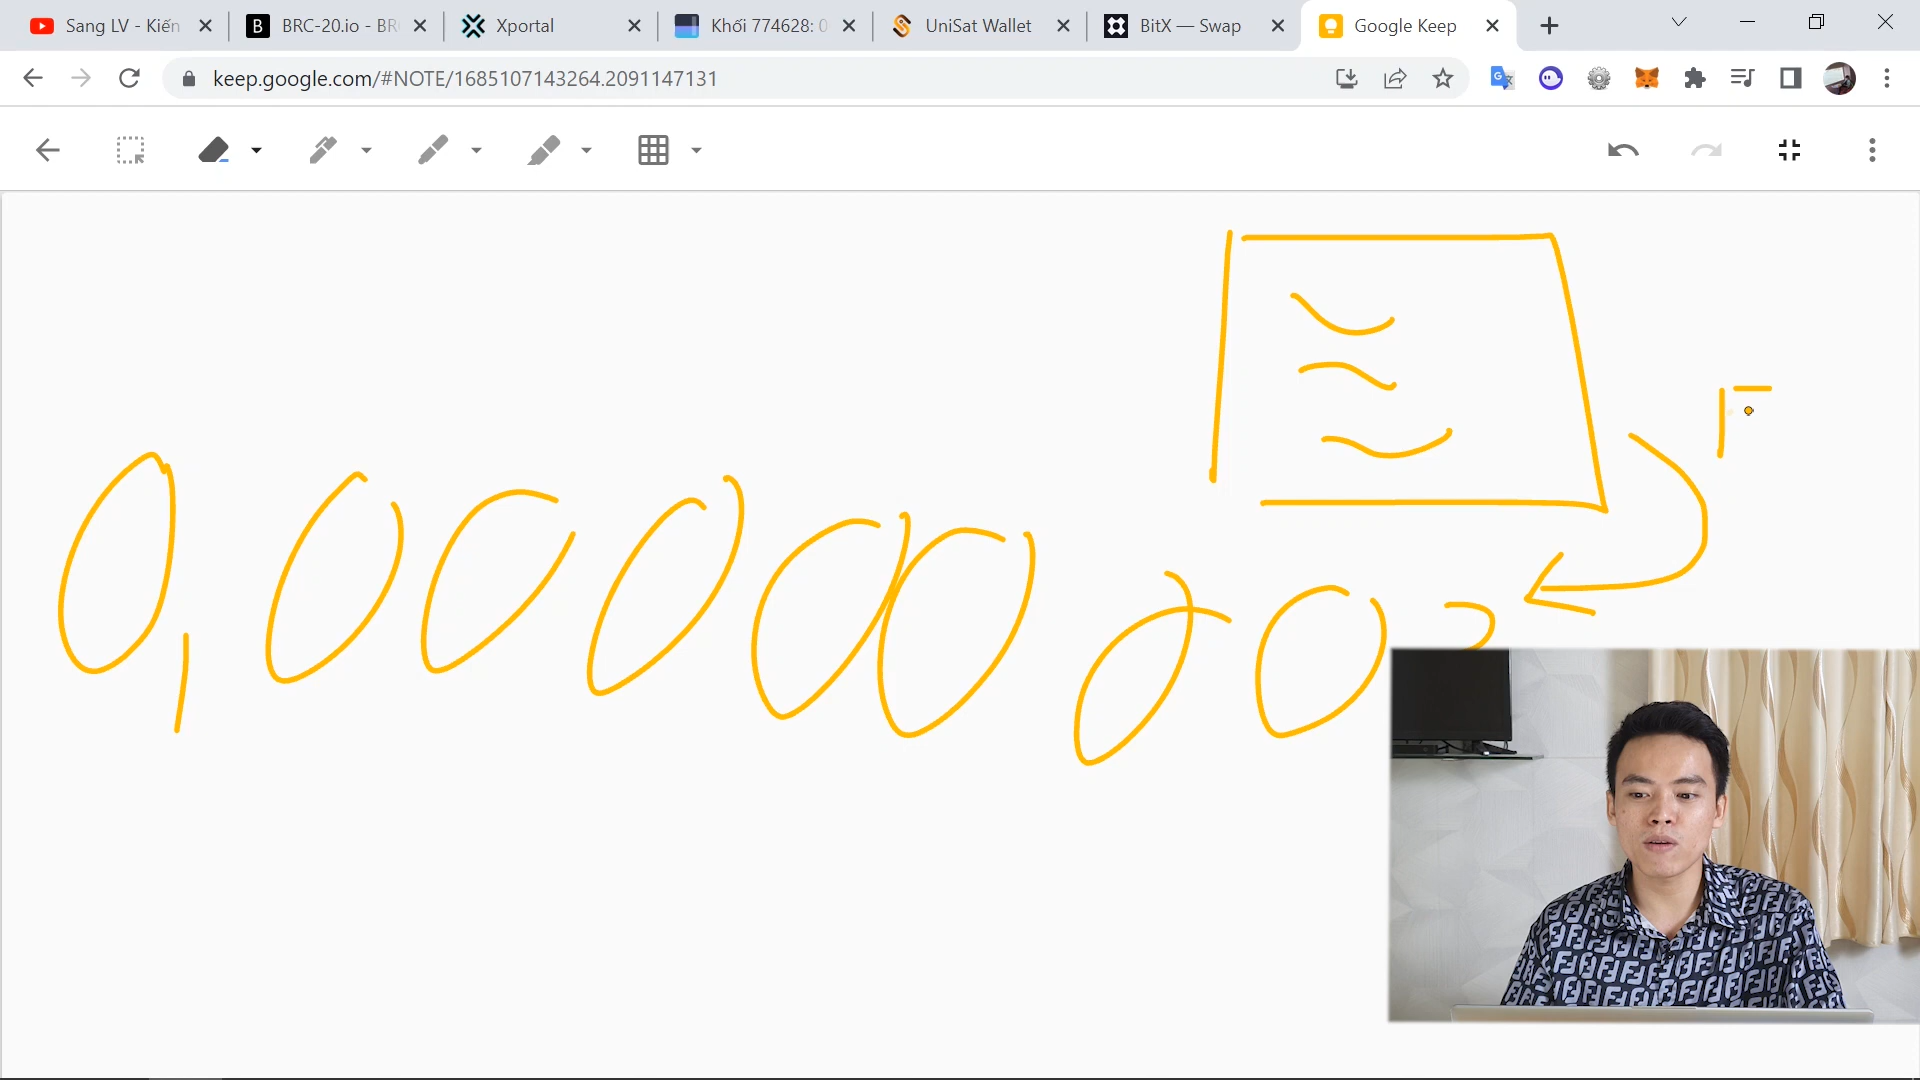 Sang LV - Kiến
BRC-20.io - BR
Xportal
Khối 774628: 0
UniSat Wallet
BitX — Swap
Google Keep
keep.google.com/#NOTE/1685107143264.2091147131
0,0000000